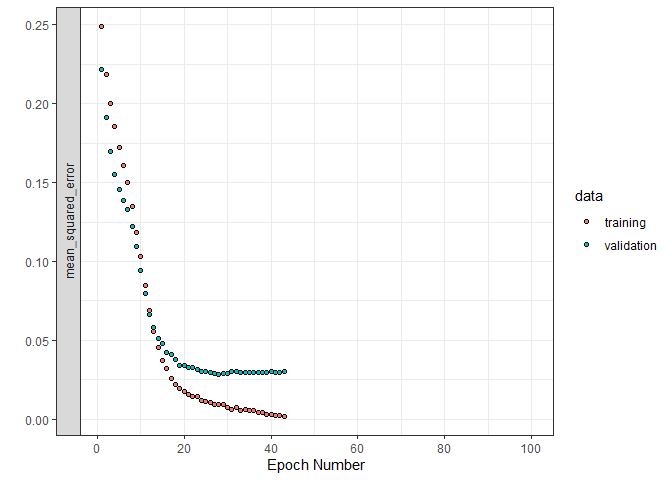 0.25
0.20
0.15
0.10
0.05
0.00
mean_squared_error
0 20 40 60 80 100
Epoch Number
data
training
validation